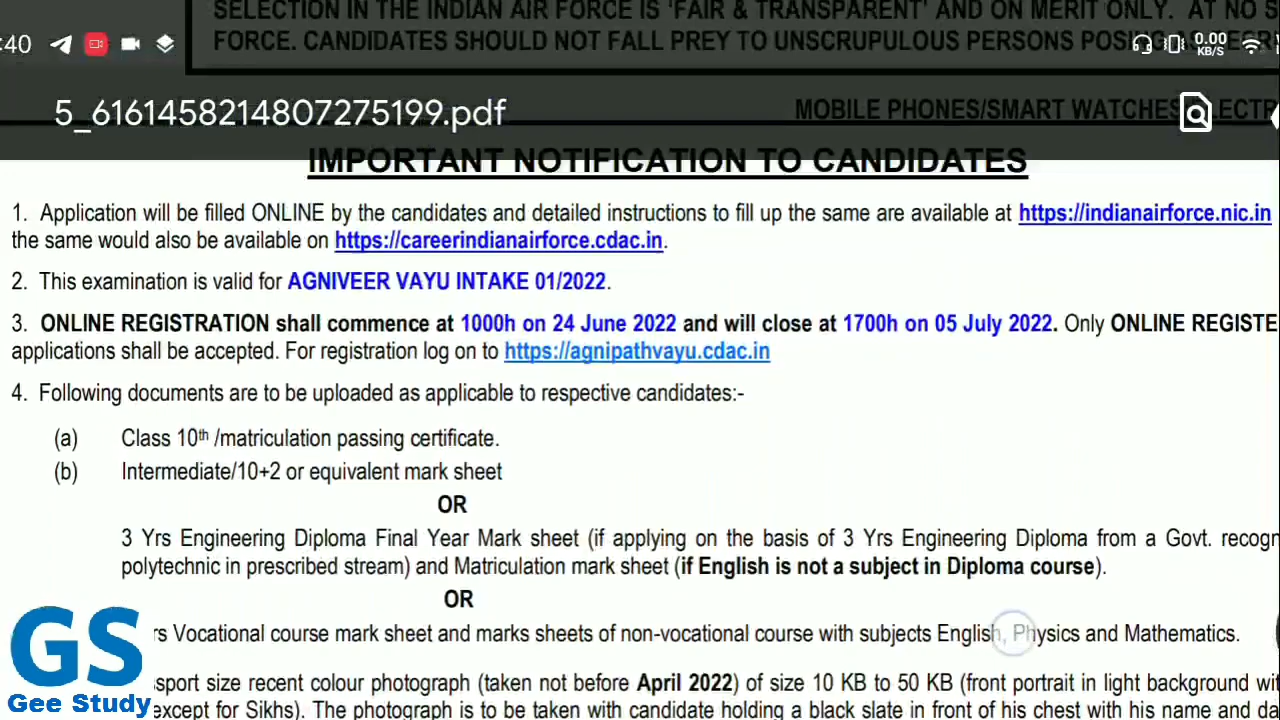 SELECTION IN THE INDIAN AIR FORCE IS 'FAIR & TRANSPARENT' AND ON MERIT ONLY. AT NO S
:40
0.00
KB/S
FORCE. CANDIDATES SHOULD NOT FALL PREY TO UNSCRUPULOUS PERSONS
5_6161458214807275199.pdf
MOBILE PHONES/SMART WATCHES
IMPORTANT NOTIFICATION TO CANDIDATES
1. Application will be filled ONLINE by the candidates and detailed instructions to fill up the same are available at https://indianairforce.nic.in
the same would also be available on https://careerindianairforce.cdac.in.
2. This examination is valid for AGNIVEER VAYU INTAKE 01/2022.
3. ONLINE REGISTRATION shall commence at 1000h on 24 June 2022 and will close at 1700h on 05 July 2022. Only ONLINE REGISTE
applications shall be accepted. For registration log on to https://agnipathvayu.cdac.in
4. Following documents are to be uploaded as applicable to respective candidates:-
(a) Class 10th /matriculation passing certificate.
(b) Intermediate/10+2 or equivalent mark sheet
OR
3 Yrs Engineering Diploma Final Year Mark sheet (if applying on the basis of 3 Yrs Engineering Diploma from a Govt. recogn
polytechnic in prescribed stream) and Matriculation mark sheet (if English is not a subject in Diploma course).
OR
rs Vocational course mark sheet and marks sheets of non-vocational course with subjects English, Physics and Mathematics.
sport size recent colour photograph (taken not before April 2022) of size 10 KB to 50 KB (front portrait in light background wit
except for Sikhs). The photograph is to be taken with candidate holding a black slate in front of his chest with his name and da
GS
Gee Study